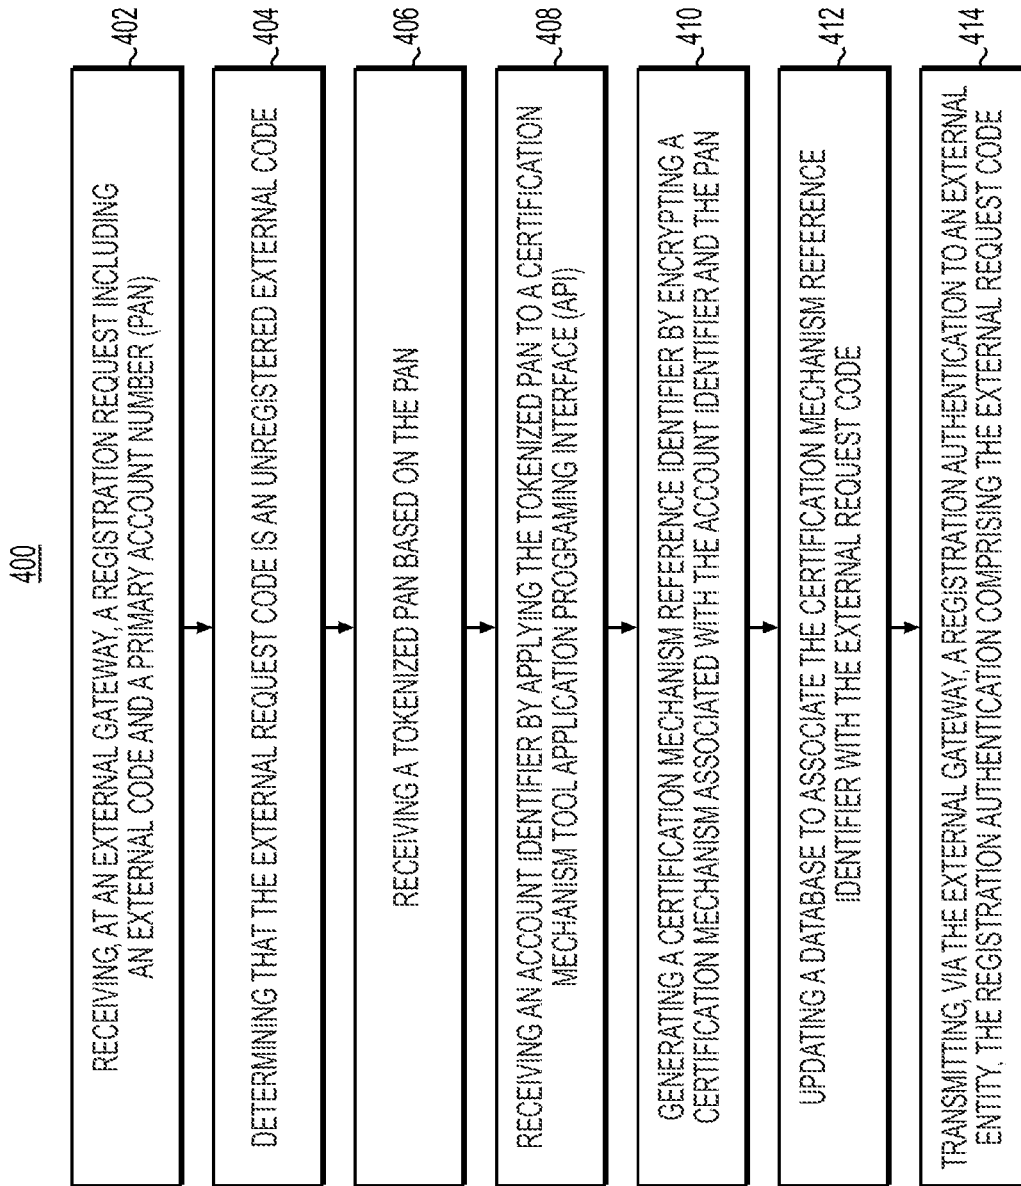 400
RECEIVING, AT AN EXTERNAL GATEWAY, A REGISTRATION REQUEST INCLUDING
AN EXTERNAL CODE AND A PRIMARY ACCOUNT NUMBER (PAN)
402
DETERMINING THAT THE EXTERNAL REQUEST CODE IS AN UNREGISTERED EXTERNAL CODE
404
RECEIVING A TOKENIZED PAN BASED ON THE PAN
406
RECEIVING AN ACCOUNT IDENTIFIER BY APPLYING THE TOKENIZED PAN TO A CERTIFICATION
MECHANISM TOOL APPLICATION PROGRAMING INTERFACE (API)
408
GENERATING A CERTIFICATION MECHANISM REFERENCE IDENTIFIER BY ENCRYPTING A
CERTIFICATION MECHANISM ASSOCIATED WITH THE ACCOUNT IDENTIFIER AND THE PAN
410
UPDATING A DATABASE TO ASSOCIATE THE CERTIFICATION MECHANISM REFERENCE
IDENTIFIER WITH THE EXTERNAL REQUEST CODE
412
TRANSMITTING, VIA THE EXTERNAL GATEWAY, A REGISTRATION AUTHENTICATION TO AN EXTERNAL
ENTITY, THE REGISTRATION AUTHENTICATION COMPRISING THE EXTERNAL REQUEST CODE
414